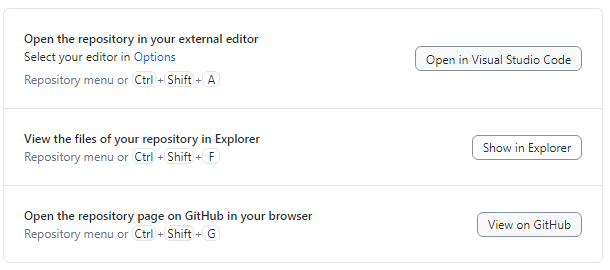 Open the repository in your external editor
Select your editor in Options
Repository menu or Ctrl + Shift + A
Open in Visual Studio Code
View the files of your repository in Explorer
Repository menu or Ctrl + Shift + F
Show in Explorer
Open the repository page on GitHub in your browser
Repository menu or Ctrl + Shift + G
View on GitHub